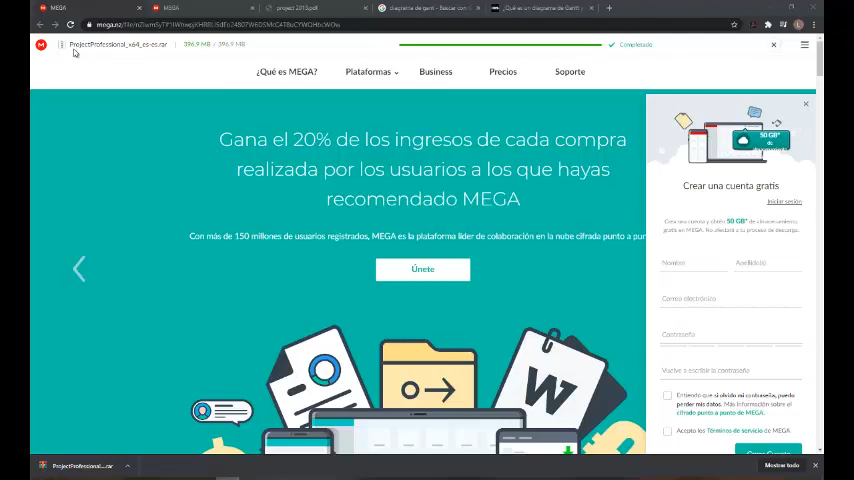 MEGA
MEGA
project 2013.pdf
diagrama de gantt - Buscar con G
¿Qué es un diagrama de Gantt y
ProjectProfessional_x64_es-es.rar
396.9 MB / 396.9 MB
Completado
¿Qué es MEGA?
Plataformas
Business
Precios
Soporte
Gana el 20% de los ingresos de cada compra
realizada por los usuarios a los que hayas
recomendado MEGA
Con más de 150 millones de usuarios registrados, MEGA es la plataforma líder de colaboración en la nube cifrada punto a pun
Únete
W
50 GB*
de
Crear una cuenta gratis
Iniciar sesión
Crea una cuenta y obtén 50 GB* de almacenamiento
gratis en MEGA. No afectará a tu proceso de descarga.
Nombre
Apellido(s)
Correo electrónico
Contraseña
Vuelve a escribir la contraseña
Entiendo que si olvido mi contraseña, puedo
perder mis datos. Más información sobre el
cifrado punto a punto de MEGA.
Acepto los Términos de servicio de MEGA
ProjectProfessional....rar
Mostrar todo